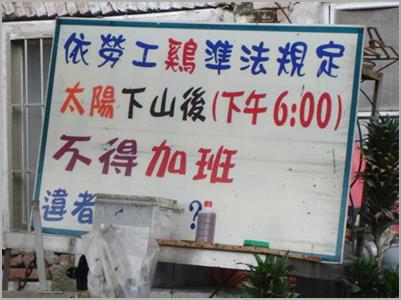 依勞工鷄準法規定
太陽下山後(下午6:00)
不得加班
違者 ?